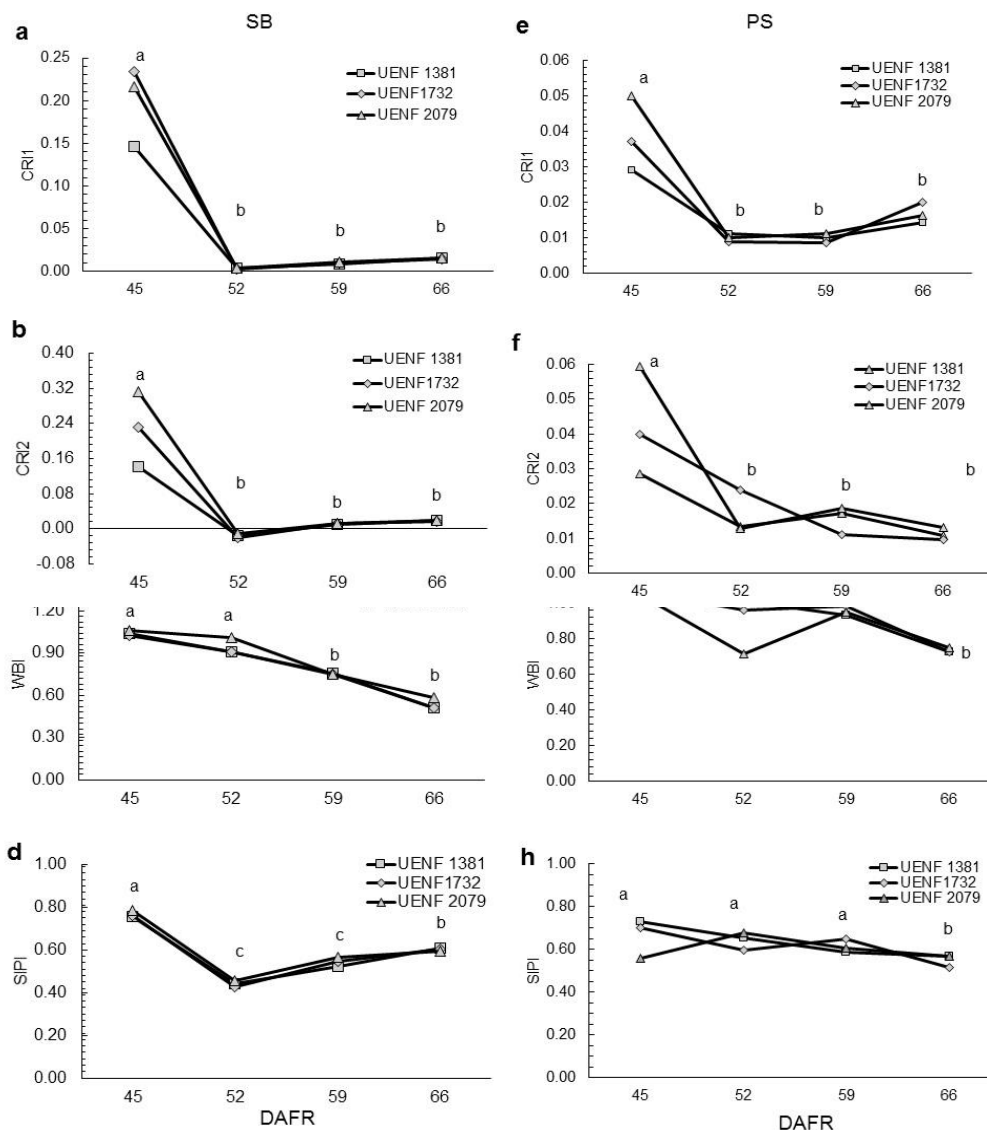 SB
PS
a
0.25
0.20
0.15
0.10
0.05
0.00
CRI1
a
b
b
b
UENF 1381
UENF1732
UENF 2079
45 52 59 66
e
0.06
0.05
0.04
0.03
0.02
0.01
0.00
CRI1
a
b
b
b
UENF 1381
UENF1732
UENF 2079
45 52 59 66
b
0.40
0.32
0.24
0.16
0.08
0.00
-0.08
CRI2
a
b
b
b
UENF 1381
UENF1732
UENF 2079
45 52 59 66
f
0.06
0.05
0.04
0.03
0.02
0.01
0.00
CRI2
a
b
b
b
UENF 1381
UENF1732
UENF 2079
45 52 59 66
1.20
0.90
0.60
0.30
0.00
WBI
a
a
b
b
45 52 59 66
0.80
0.60
0.40
0.20
0.00
WBI
b
45 52 59 66
d
1.00
0.80
0.60
0.40
0.20
0.00
SIPI
a
c
c
b
UENF 1381
UENF1732
UENF 2079
45 52 59 66
DAFR
h
1.00
0.80
0.60
0.40
0.20
0.00
SIPI
a
a
a
b
UENF 1381
UENF1732
UENF 2079
45 52 59 66
DAFR